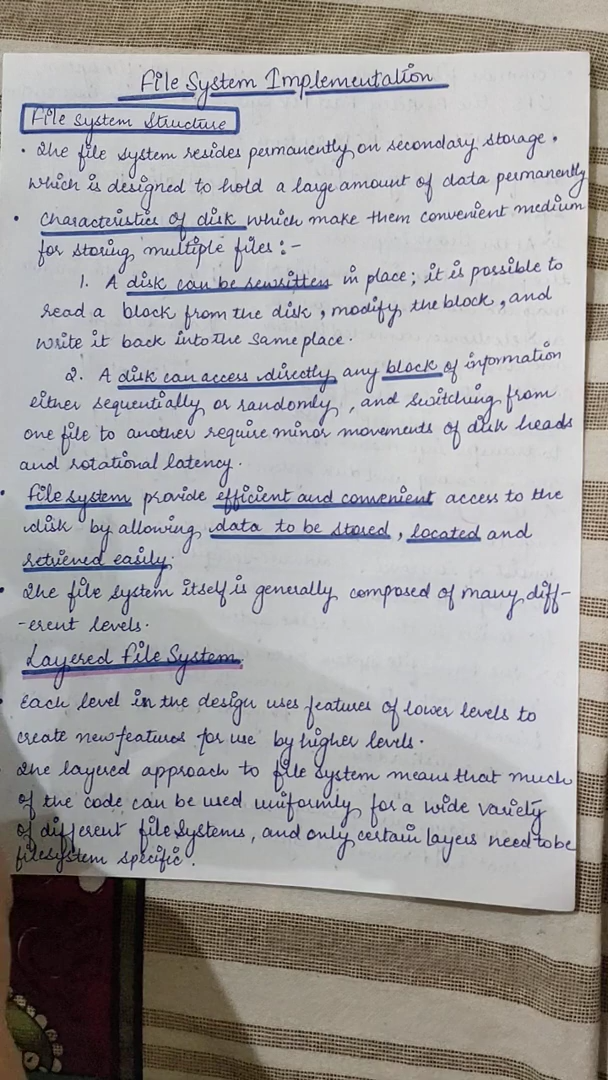 File System Implementation
File System Structure
• The file system resides permanently on secondary storage.
which is designed to hold a large amount of data permanently
• Characteristics of disk which make them convenient medium
for storing multiple files :-
1. A disk can be rewritten in place; it is possible to
read a block from the disk, modify the block, and
write it back into the same place.
2. A disk can access directly any block of information
either sequentially or randomly, and switching from
one file to another require minor movements of disk heads
and rotational latency.
• File system provide efficient and convenient access to the
disk by allowing data to be stored, located and
retrieved easily.
• The file system itself is generally composed of many diff-
-erent levels.
Layered File System
• Each level in the design uses features of lower levels to
create new features for use by higher levels.
• The layered approach to file system means that much
of the code can be used uniformly for a wide variety
of different file systems, and only certain layers need to be
filesystem specific.